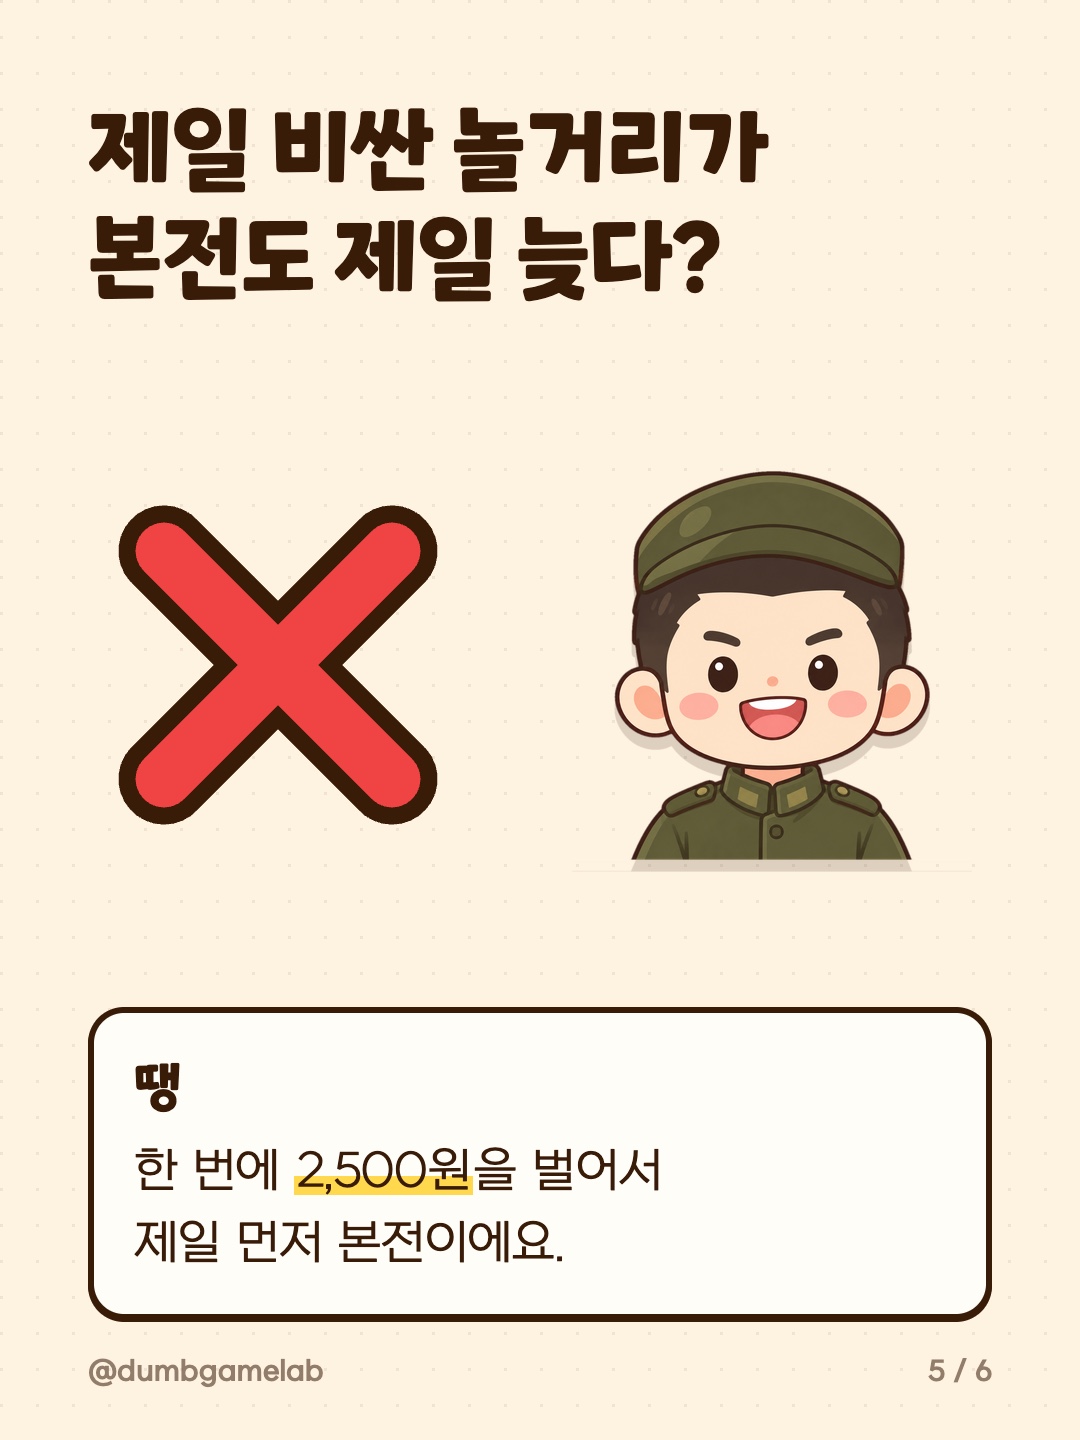 제일 비싼 놀거리가
본전도 제일 늦다?
땡
한 번에 2,500원을 벌어서
제일 먼저 본전이에요.
@dumbgamelab
5 / 6